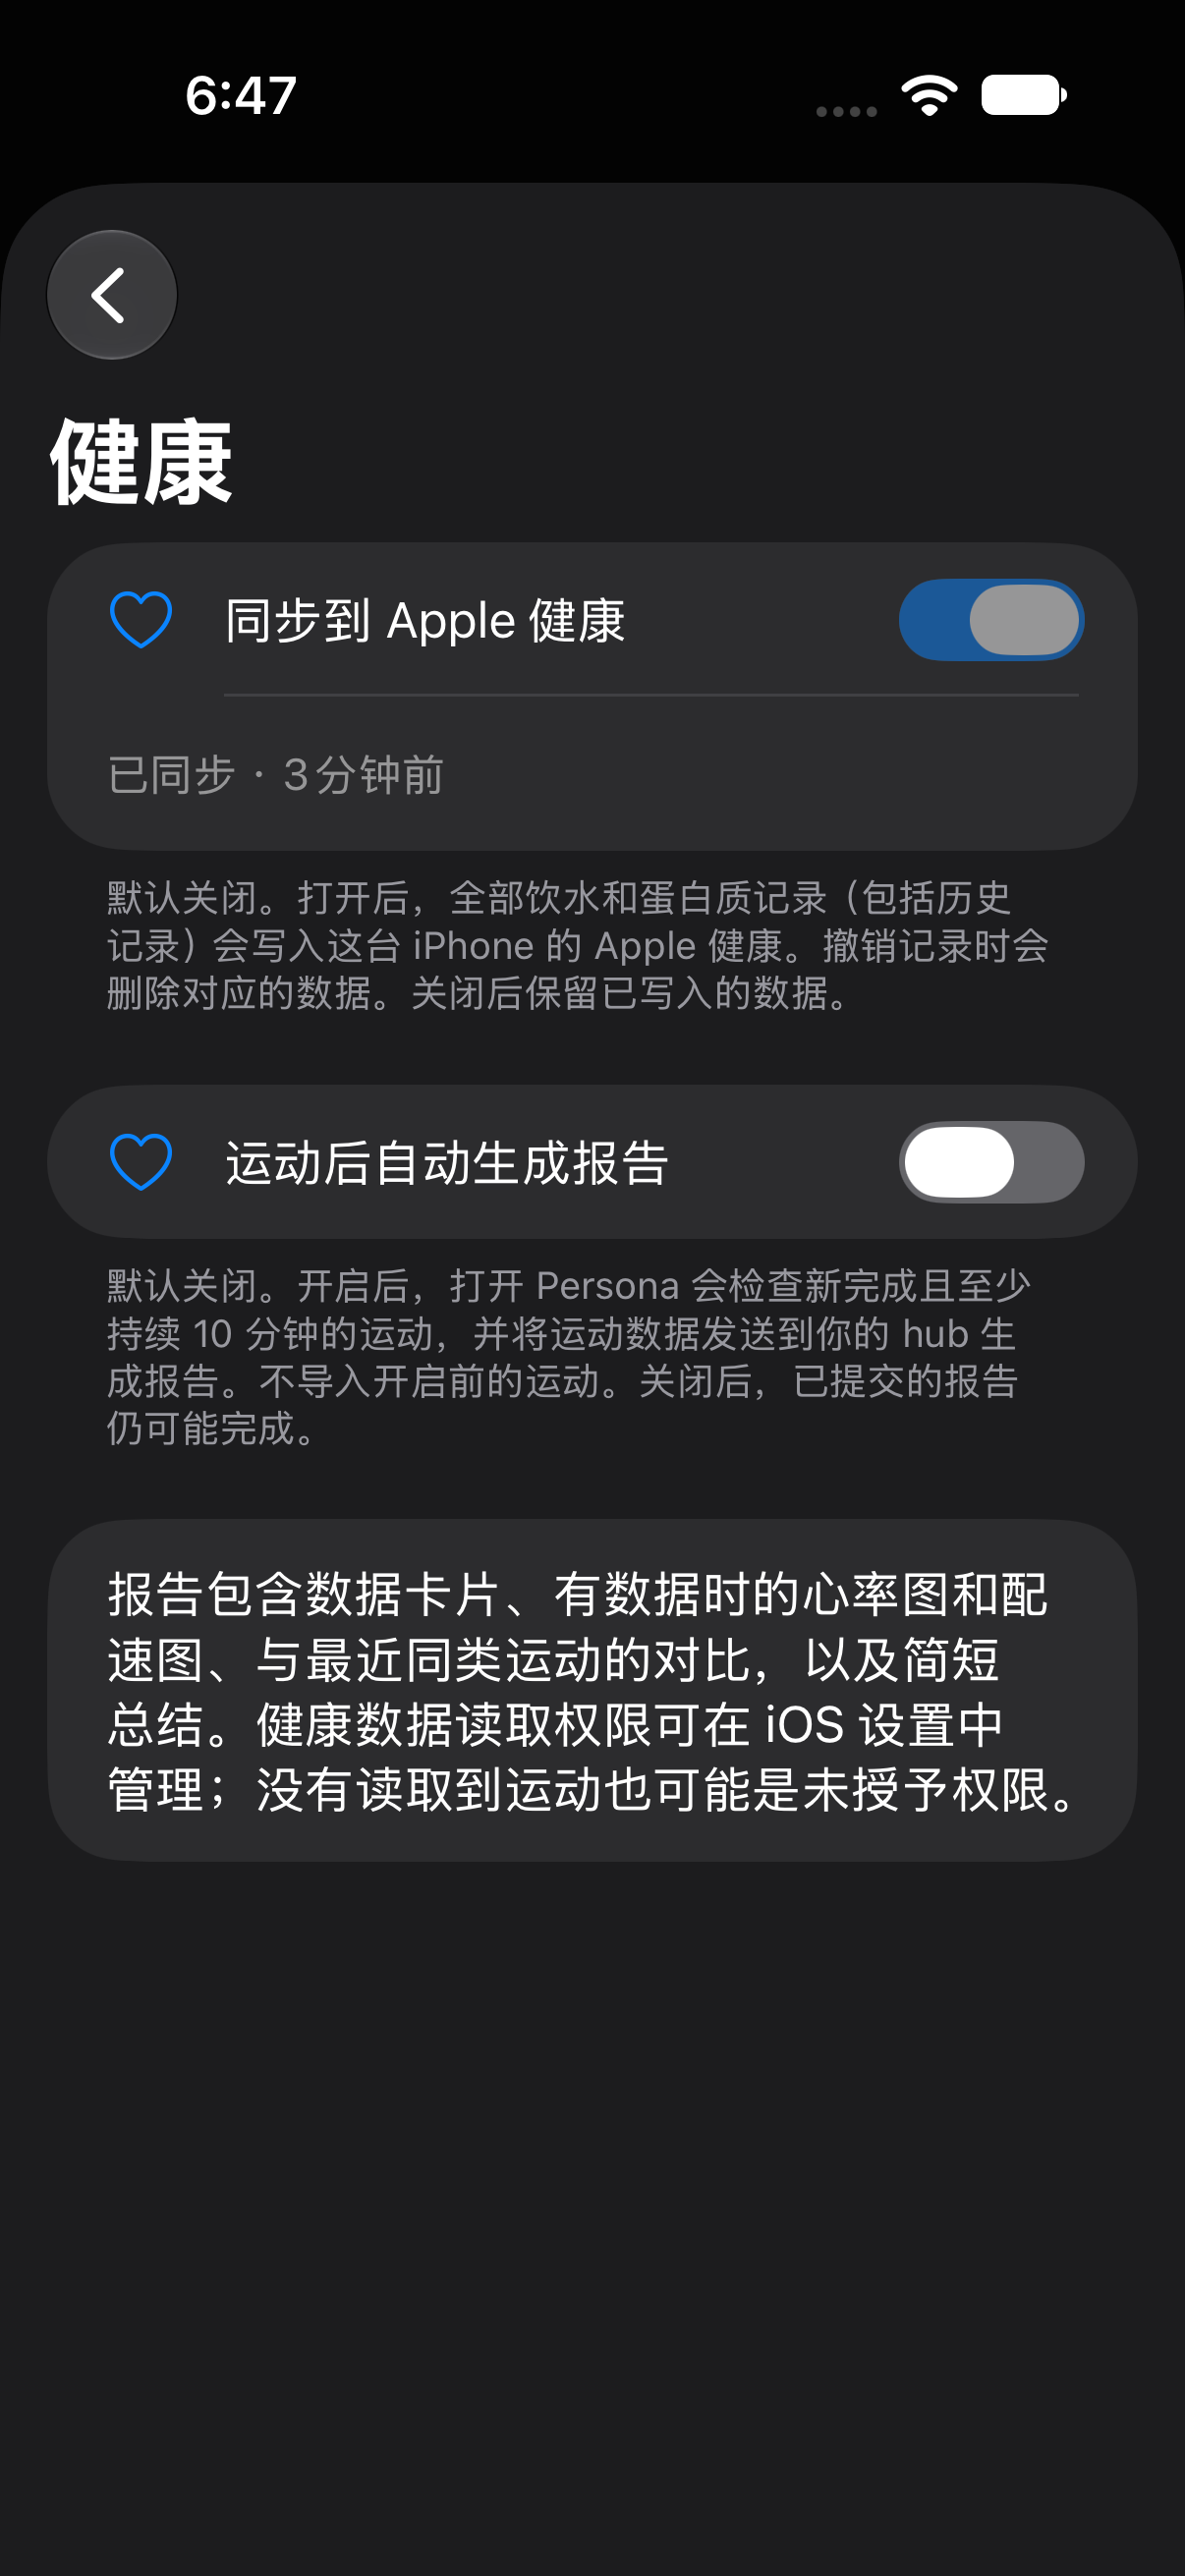 6:47
健康
同步到 Apple 健康
已同步 · 3 分钟前
默认关闭。打开后，全部饮水和蛋白质记录（包括历史
记录）会写入这台 iPhone 的 Apple 健康。撤销记录时会
删除对应的数据。关闭后保留已写入的数据。
运动后自动生成报告
默认关闭。开启后，打开 Persona 会检查新完成且至少
持续 10 分钟的运动，并将运动数据发送到你的 hub 生
成报告。不导入开启前的运动。关闭后，已提交的报告
仍可能完成。
报告包含数据卡片、有数据时的心率图和配
速图、与最近同类运动的对比，以及简短
总结。健康数据读取权限可在 iOS 设置中
管理；没有读取到运动也可能是未授予权限。